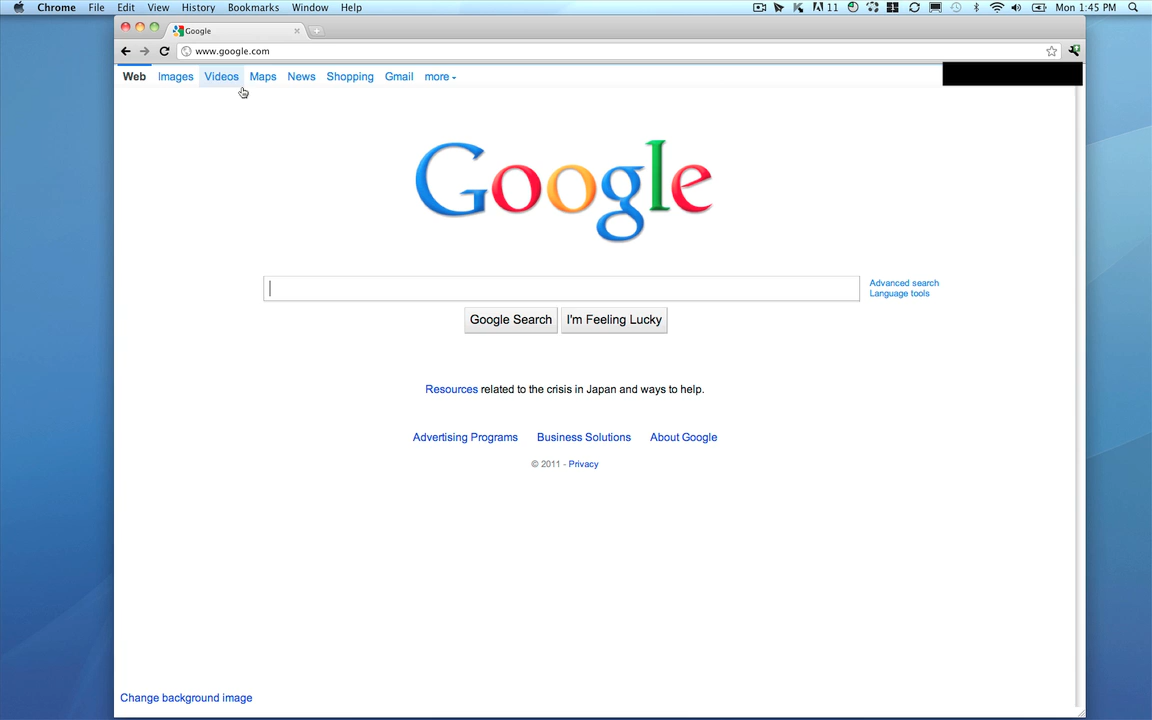 Chrome File Edit View History Bookmarks Window Help 11 Mon 1:45 PM
Google
www.google.com
Web Images Videos Maps News Shopping Gmail more
Google
Advanced search
Language tools
Google Search I'm Feeling Lucky
Resources related to the crisis in Japan and ways to help.
Advertising Programs Business Solutions About Google
© 2011 - Privacy
Change background image